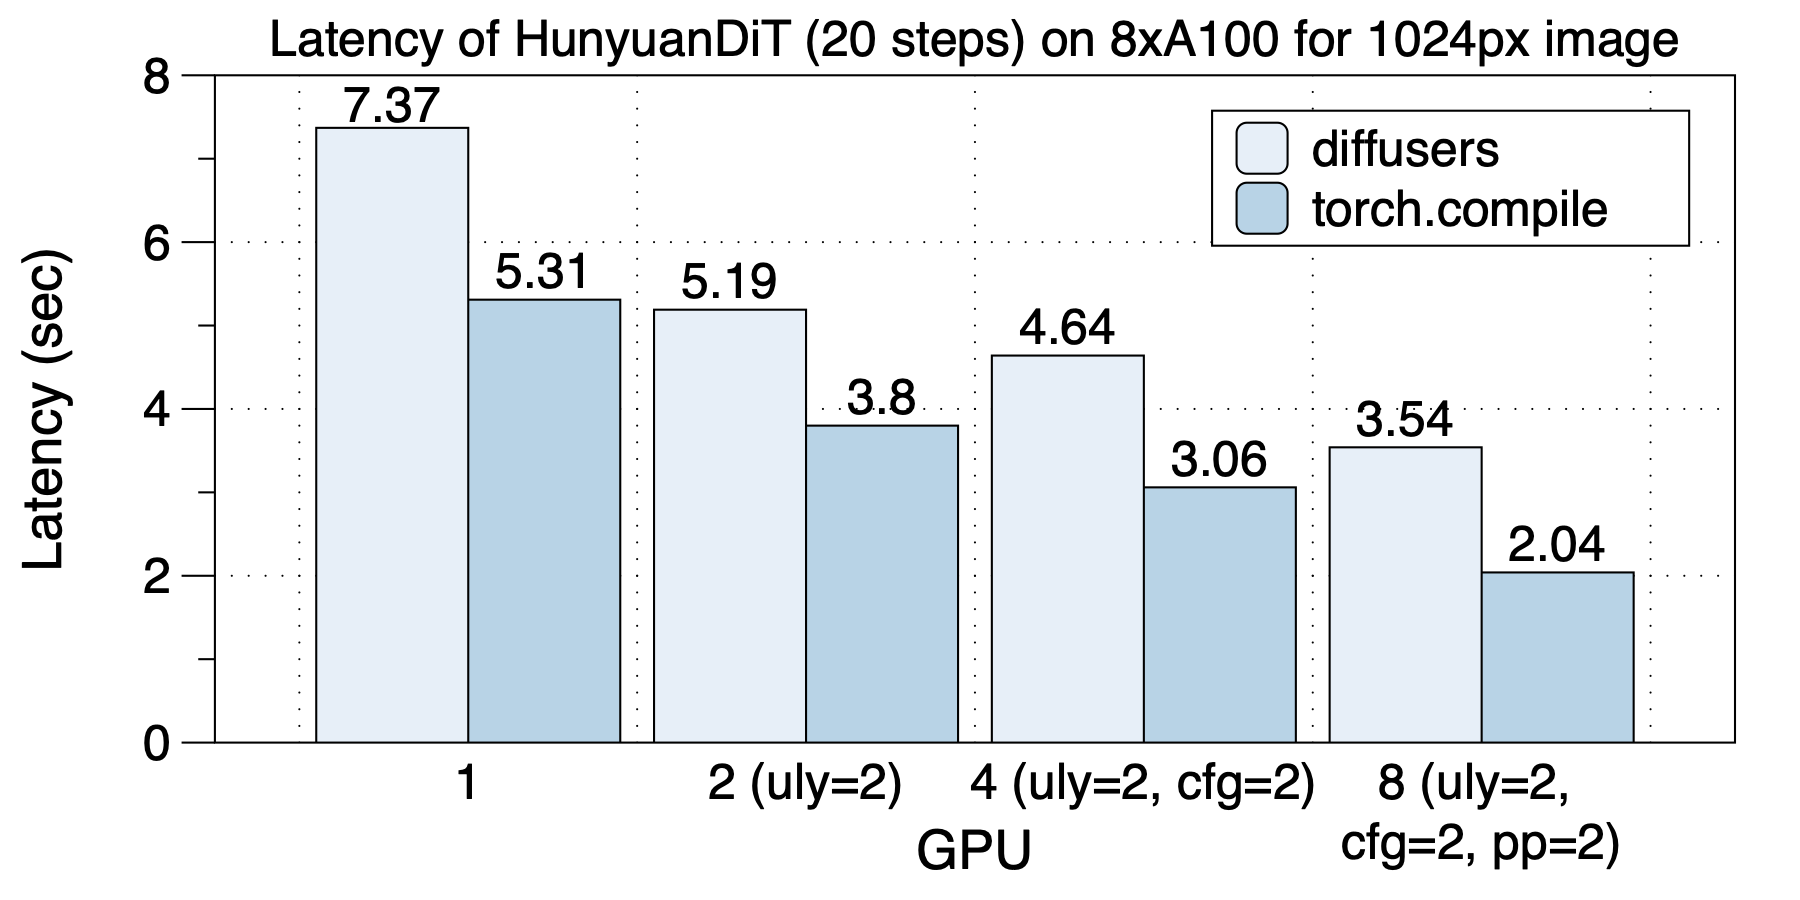 Latency of HunyuanDiT (20 steps) on 8xA100 for 1024px image
Latency (sec)
8
6
4
2
0
diffusers
torch.compile
7.37
5.31
5.19
3.8
4.64
3.06
3.54
2.04
1
2 (uly=2)
4 (uly=2, cfg=2)
8 (uly=2,
cfg=2, pp=2)
GPU